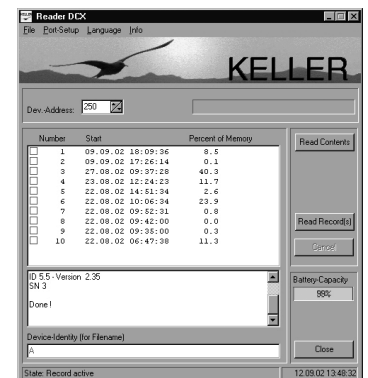 Reader DCX
File Port-Setup Language Info
KELLER
Dev.-Address: 250
Number Start Percent of Memory
1 09.09.02 18:09:36 8.5
2 09.09.02 17:26:14 0.1
3 27.08.02 09:37:28 40.3
4 23.08.02 12:24:23 11.7
5 22.08.02 14:51:34 2.6
6 22.08.02 10:06:34 23.9
7 22.08.02 09:52:31 0.8
8 22.08.02 09:42:00 0.0
9 22.08.02 09:35:00 0.3
10 22.08.02 06:47:38 11.3
Read Contents
Read Record(s)
Cancel
ID 5.5 - Version 2.35
SN 3
Done !
Battery-Capacity
99%
Device-Identity (for Filename)
A
Close
State: Record active 12.09.02 13:48:32